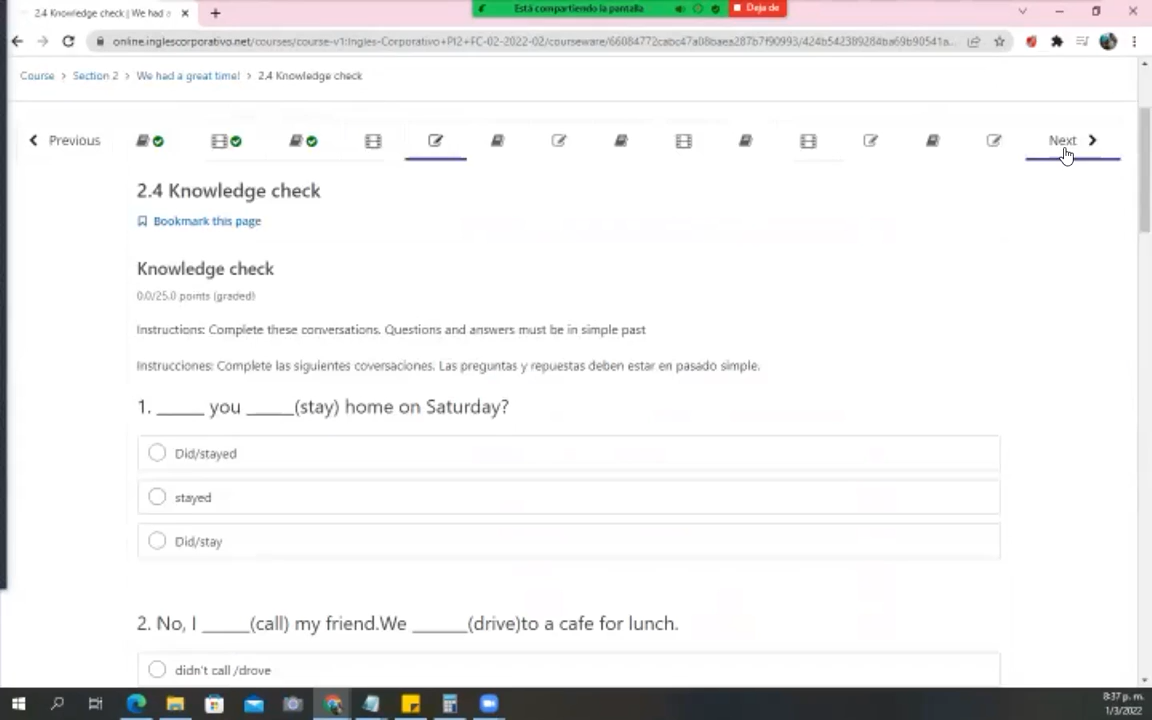 2.4 Knowledge check | We had a
Está compartiendo la pantalla
Deja de
online.inglescorporativo.net/courses/course-v1:Ingles-Corporativo+PI2+FC-02-2022-02/courseware/66084772cabc47a08baea287b7f90993/424b542389284ba69b90541a...
Course > Section 2 > We had a great time! > 2.4 Knowledge check
Previous
Next
2.4 Knowledge check
Bookmark this page
Knowledge check
0.0/25.0 points (graded)
Instructions: Complete these conversations. Questions and answers must be in simple past
Instrucciones: Complete las siguientes coversaciones. Las preguntas y repuestas deben estar en pasado simple.
1. _____ you _____(stay) home on Saturday?
Did/stayed
stayed
Did/stay
2. No, I _____(call) my friend.We ______(drive)to a cafe for lunch.
didn't call /drove
8:37 p. m.
1/3/2022